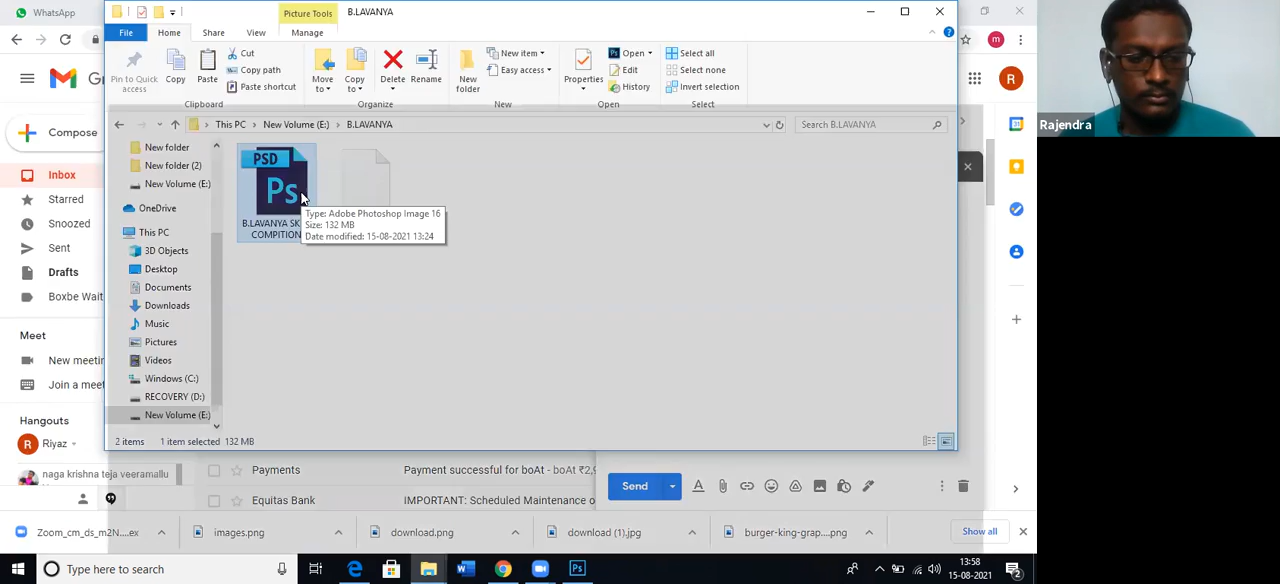 WhatsApp
Picture Tools
B.LAVANYA
File
Home
Share
View
Manage
Pin to Quick access
Copy
Paste
Cut
Copy path
Paste shortcut
Clipboard
Move to
Copy to
Delete
Rename
Organize
New folder
New item
Easy access
New
Properties
Open
Edit
History
Open
Select all
Select none
Invert selection
Select
This PC
New Volume (E:)
B.LAVANYA
Search B.LAVANYA
Compose
Inbox
Starred
Snoozed
Sent
Drafts
Boxbe Wait
Meet
New meetin
Join a meet
Hangouts
R
Riyaz
naga krishna teja veeramallu
New folder
New folder (2)
New Volume (E:)
OneDrive
This PC
3D Objects
Desktop
Documents
Downloads
Music
Pictures
Videos
Windows (C:)
RECOVERY (D:)
New Volume (E:)
PSD
Ps
B.LAVANYA SK
COMPITION
Type: Adobe Photoshop Image 16
Size: 132 MB
Date modified: 15-08-2021 13:24
2 items
1 item selected 132 MB
m
R
Rajendra
Payments
Payment successful for boAt - boAt ₹2,9
Equitas Bank
IMPORTANT: Scheduled Maintenance o
Send
Zoom_cm_ds_m2N....ex
images.png
download.png
download (1).jpg
burger-king-grap....png
Show all
Type here to search
13:58
15-08-2021
2